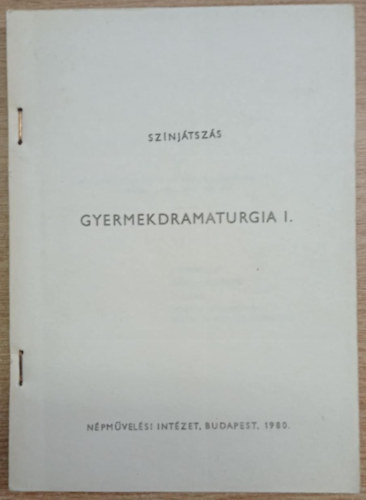 SZÍNJÁTSZÁS
GYERMEKDRAMATURGIA I.
NÉPMŰVELÉSI INTÉZET, BUDAPEST, 1980.